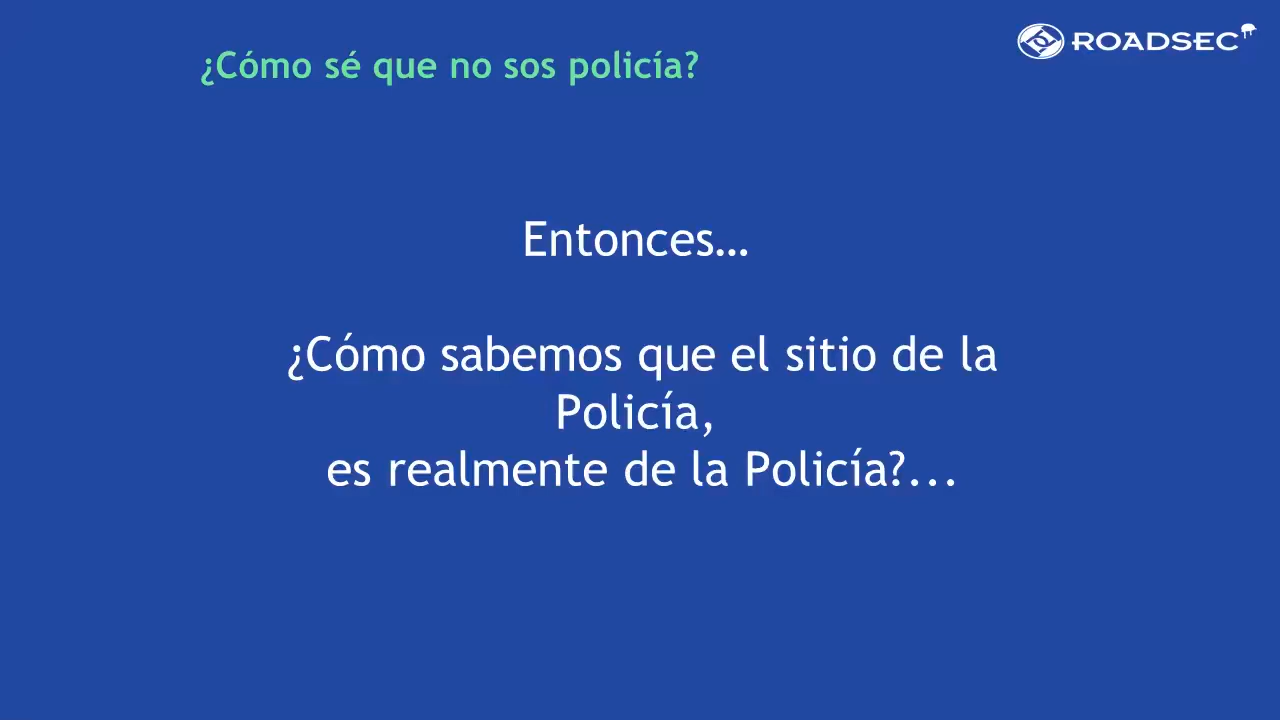 ROADSEC
¿Cómo sé que no sos policía?
Entonces…
¿Cómo sabemos que el sitio de la
Policía,
es realmente de la Policía?...